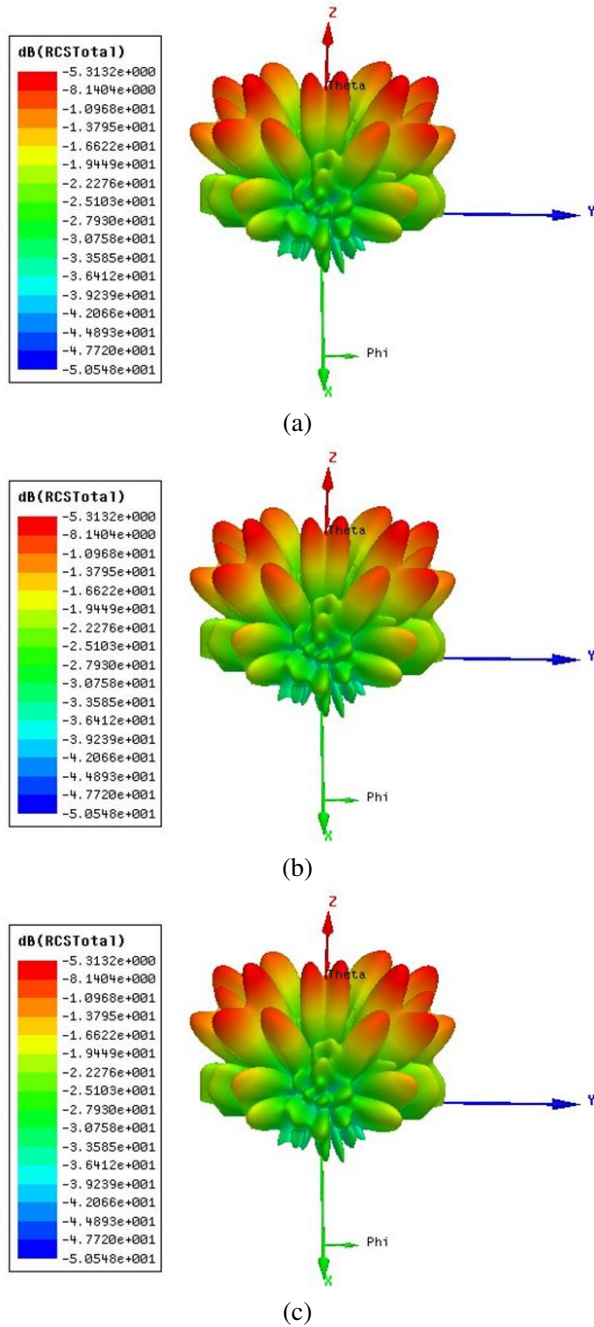 Z
dB(RCSTotal)
-5.3132e+000
-8.1404e+000
-1.0968e+001
-1.3795e+001
-1.6622e+001
-1.9449e+001
-2.2276e+001
-2.5103e+001
-2.7930e+001
-3.0758e+001
-3.3585e+001
-3.6412e+001
-3.9239e+001
-4.2066e+001
-4.4893e+001
-4.7720e+001
-5.0548e+001
Theta
Y
Phi
X
(a)
Z
dB(RCSTotal)
-5.3132e+000
-8.1404e+000
-1.0968e+001
-1.3795e+001
-1.6622e+001
-1.9449e+001
-2.2276e+001
-2.5103e+001
-2.7930e+001
-3.0758e+001
-3.3585e+001
-3.6412e+001
-3.9239e+001
-4.2066e+001
-4.4893e+001
-4.7720e+001
-5.0548e+001
Theta
Y
Phi
X
(b)
Z
dB(RCSTotal)
-5.3132e+000
-8.1404e+000
-1.0968e+001
-1.3795e+001
-1.6622e+001
-1.9449e+001
-2.2276e+001
-2.5103e+001
-2.7930e+001
-3.0758e+001
-3.3585e+001
-3.6412e+001
-3.9239e+001
-4.2066e+001
-4.4893e+001
-4.7720e+001
-5.0548e+001
Theta
Y
Phi
X
(c)